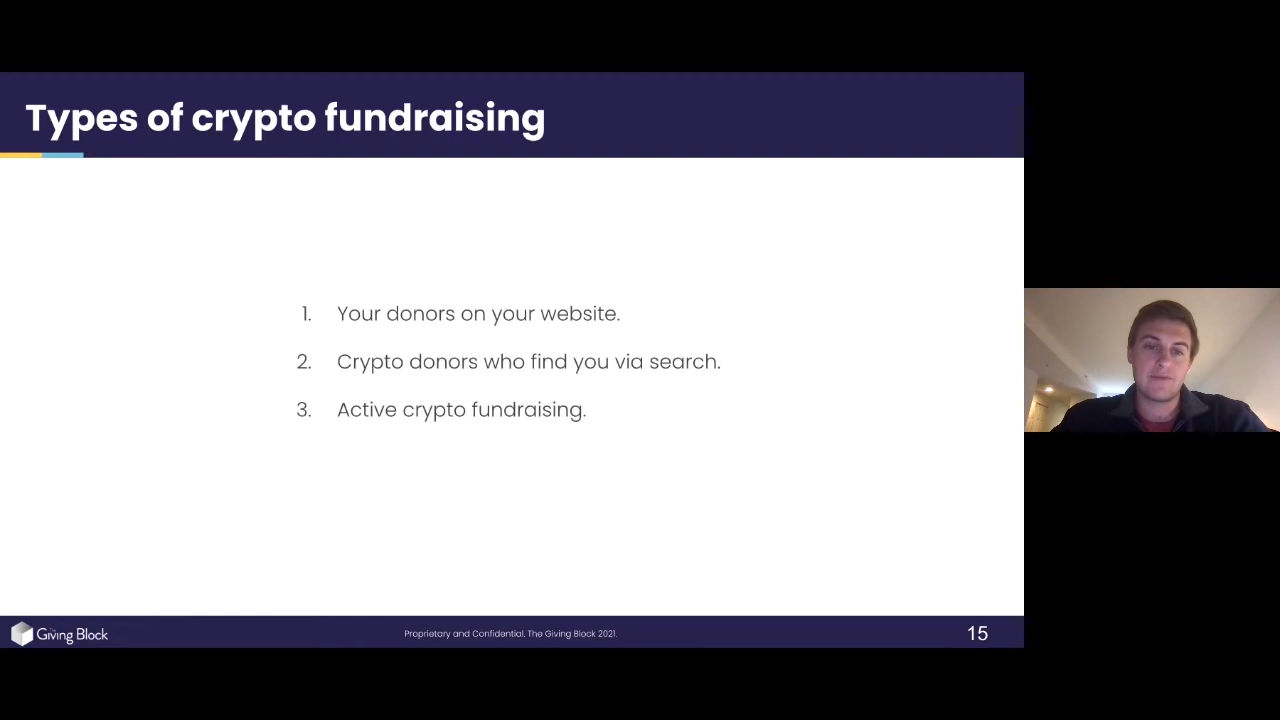 Types of crypto fundraising
1. Your donors on your website.
2. Crypto donors who find you via search.
3. Active crypto fundraising.
The
Giving Block
Proprietary and Confidential. The Giving Block 2021.
15